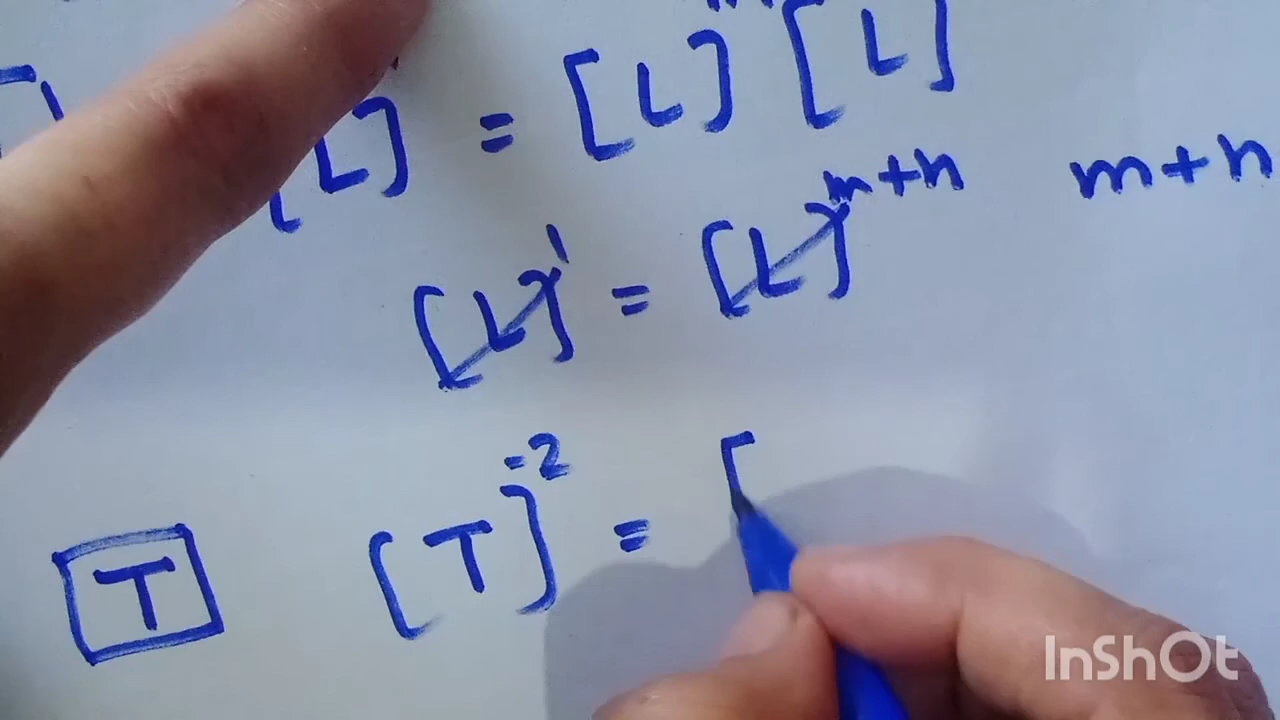 [L] = [L] [L]
[L]¹ = [L]ᵐ⁺ⁿ m+n
T [T]⁻² = [
InShOt